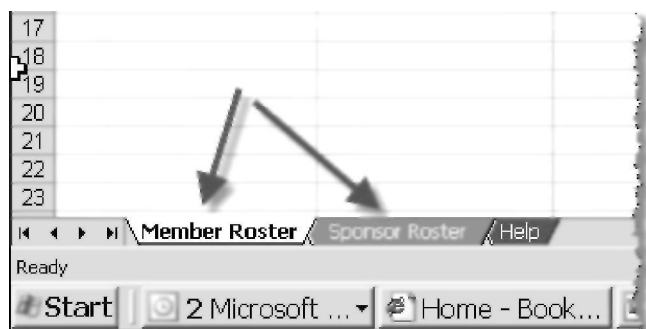 17
18
19
20
21
22
23
Member Roster Sponsor Roster Help
Ready
Start 2 Microsoft ... Home - Book...